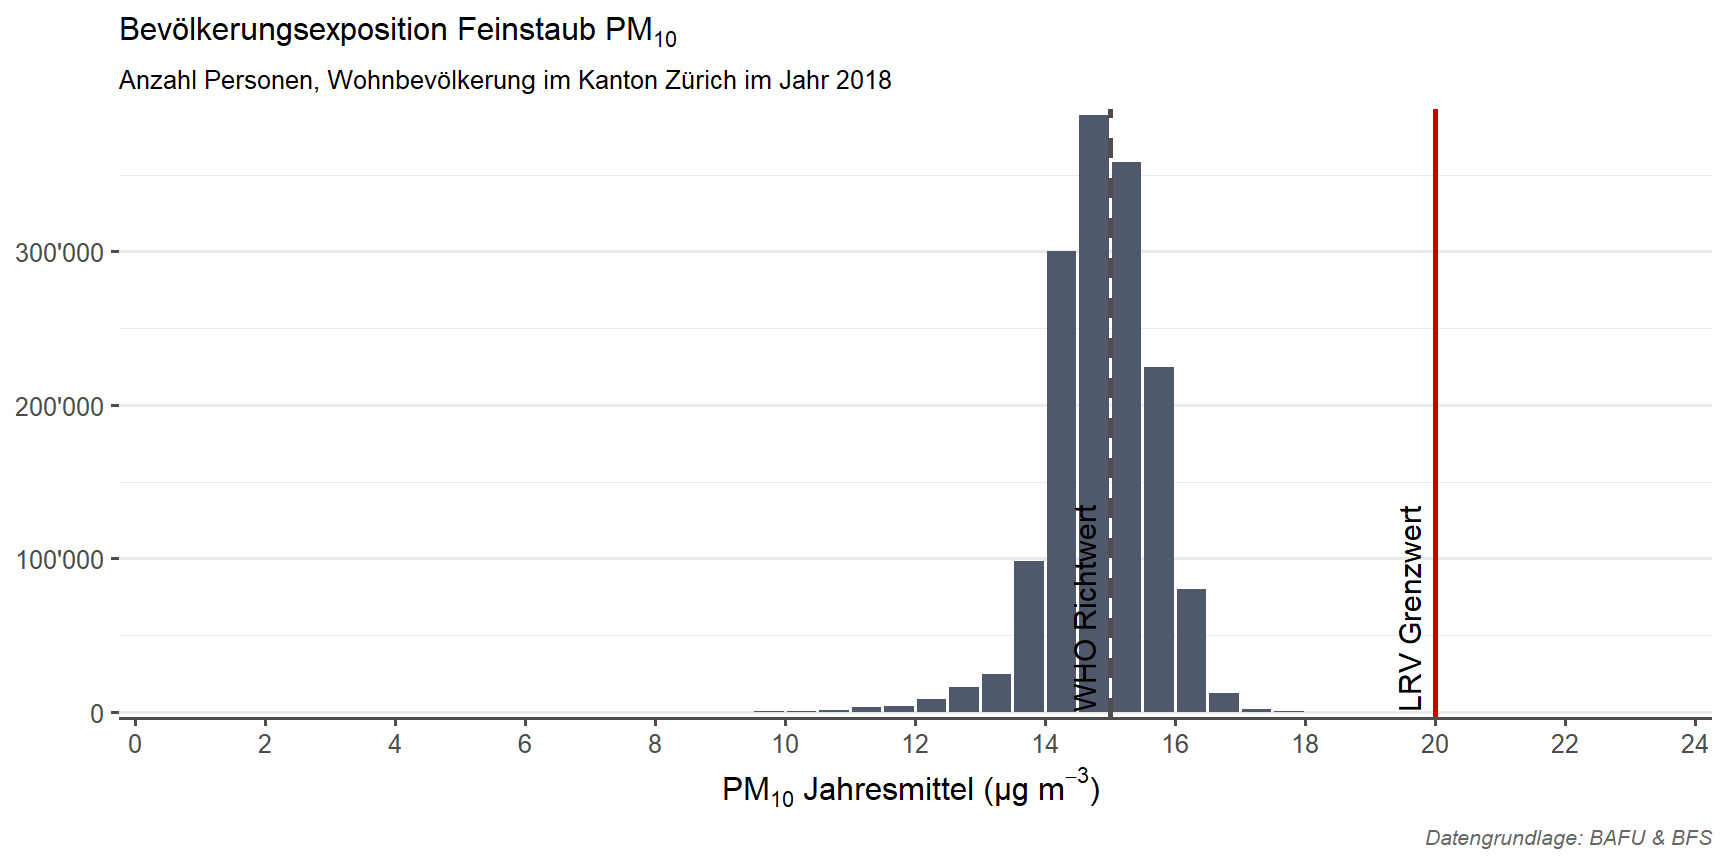 Bevölkerungsexposition Feinstaub PM₁₀
Anzahl Personen, Wohnbevölkerung im Kanton Zürich im Jahr 2018
300'000
200'000
100'000
0
WHO Richtwert
LRV Grenzwert
0 2 4 6 8 10 12 14 16 18 20 22 24
PM₁₀ Jahresmittel (µg m⁻³)
Datengrundlage: BAFU & BFS